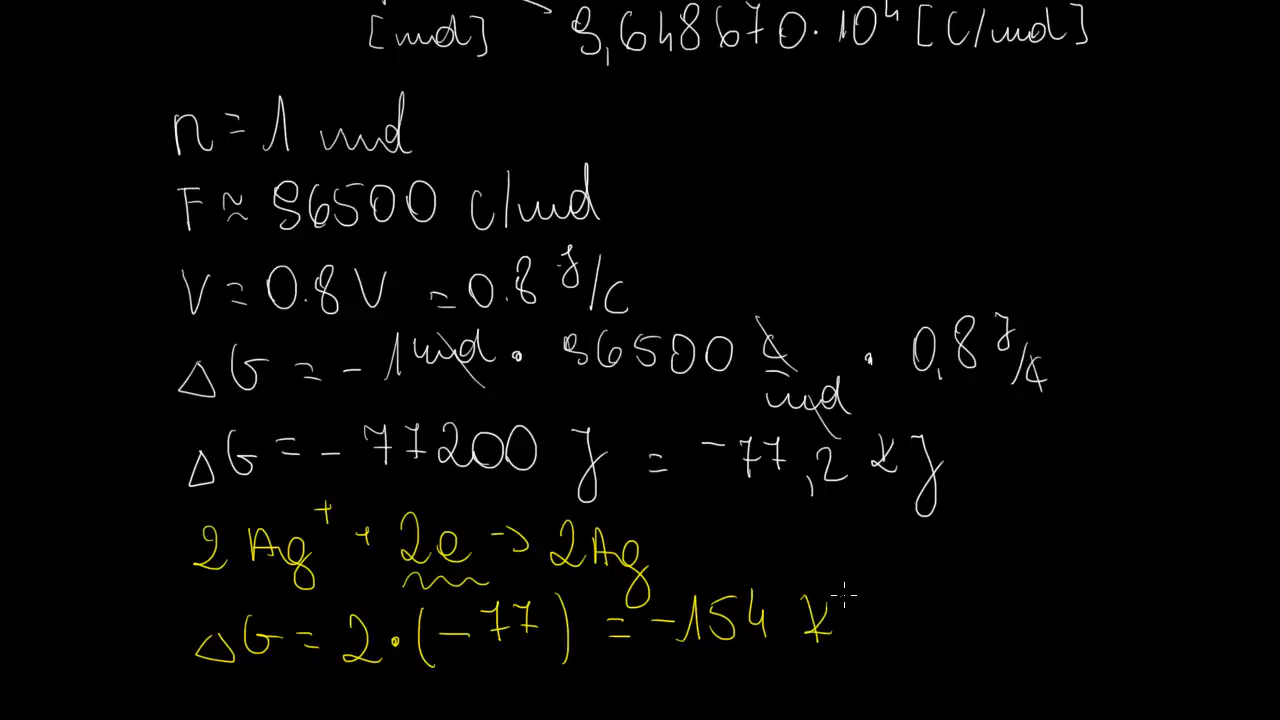 [mol] 9,648670·10⁴ [C/mol]
n = 1 mol
F ≈ 96500 C/mol
V = 0.8 V = 0.8 J/C
ΔG = - 1 mol · 96500 C/mol · 0,8 J/C
ΔG = - 77200 J = -77,2 kJ
2Ag⁺ + 2e -> 2Ag
ΔG = 2·(-77) = -154 k